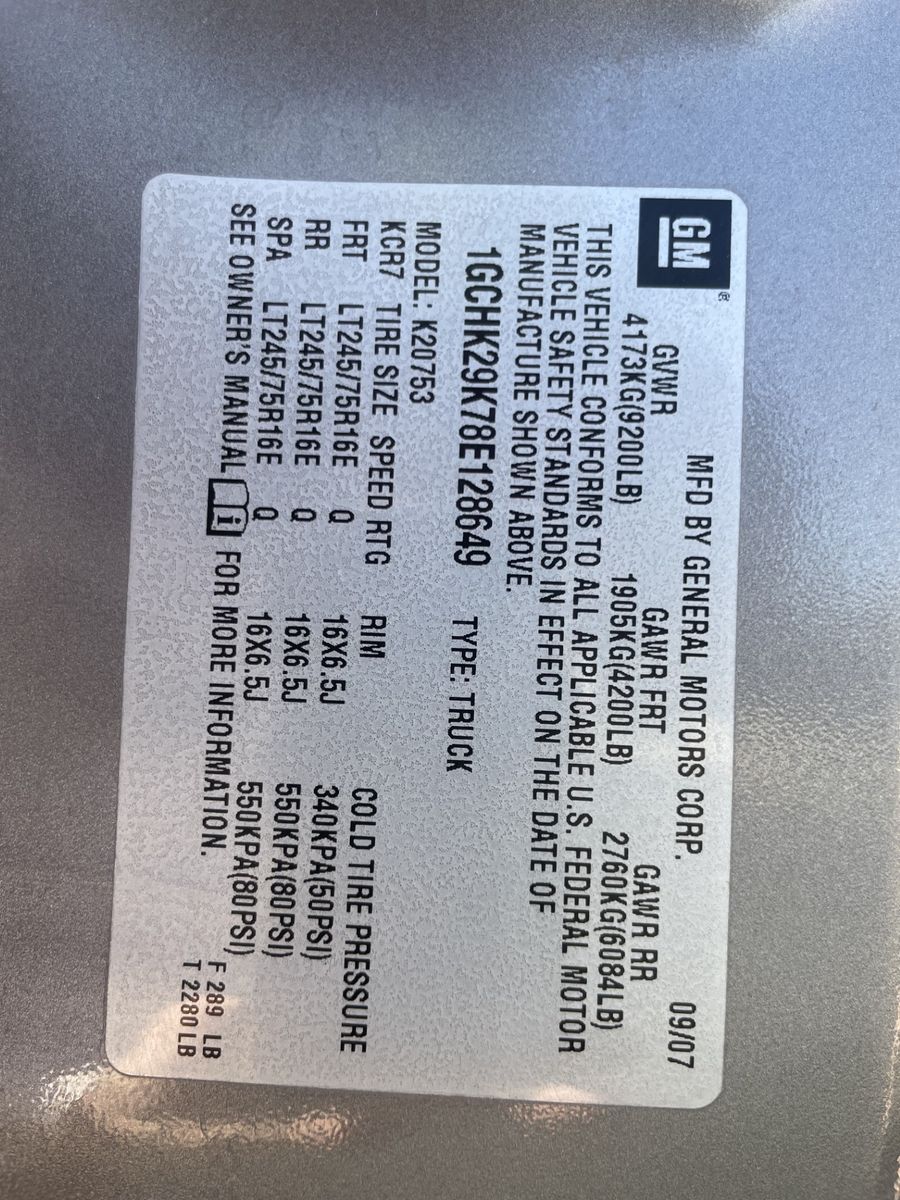 GM®
MFD BY GENERAL MOTORS CORP. 09/07
GVWR GAWR FRT GAWR RR
4173KG(9200LB) 1905KG(4200LB) 2760KG(6084LB)
THIS VEHICLE CONFORMS TO ALL APPLICABLE U.S. FEDERAL MOTOR
VEHICLE SAFETY STANDARDS IN EFFECT ON THE DATE OF
MANUFACTURE SHOWN ABOVE.
1GCHK29K78E128649 TYPE: TRUCK
MODEL: K20753
KCR7 TIRE SIZE SPEED RTG RIM COLD TIRE PRESSURE
FRT LT245/75R16E Q 16X6.5J 340KPA(50PSI)
RR LT245/75R16E Q 16X6.5J 550KPA(80PSI)
SPA LT245/75R16E Q 16X6.5J 550KPA(80PSI)
SEE OWNER'S MANUAL i FOR MORE INFORMATION.
F 289 LB
T 2280 LB